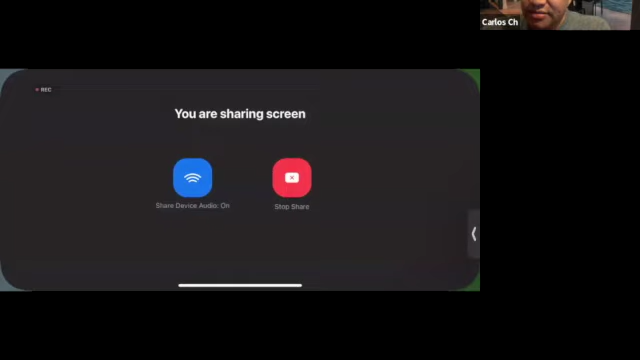 Carlos Ch
REC
You are sharing screen
Share Device Audio: On
Stop Share